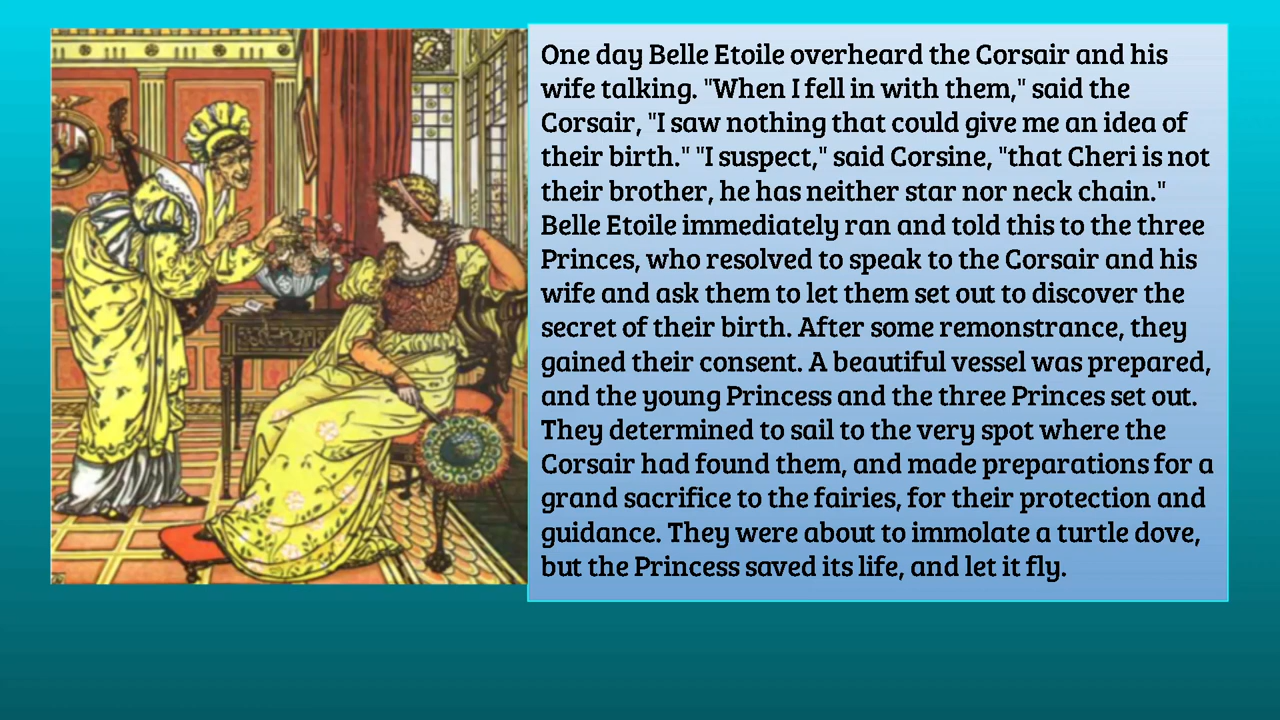 One day Belle Etoile overheard the Corsair and his
wife talking. "When I fell in with them," said the
Corsair, "I saw nothing that could give me an idea of
their birth." "I suspect," said Corsine, "that Cheri is not
their brother, he has neither star nor neck chain."
Belle Etoile immediately ran and told this to the three
Princes, who resolved to speak to the Corsair and his
wife and ask them to let them set out to discover the
secret of their birth. After some remonstrance, they
gained their consent. A beautiful vessel was prepared,
and the young Princess and the three Princes set out.
They determined to sail to the very spot where the
Corsair had found them, and made preparations for a
grand sacrifice to the fairies, for their protection and
guidance. They were about to immolate a turtle dove,
but the Princess saved its life, and let it fly.